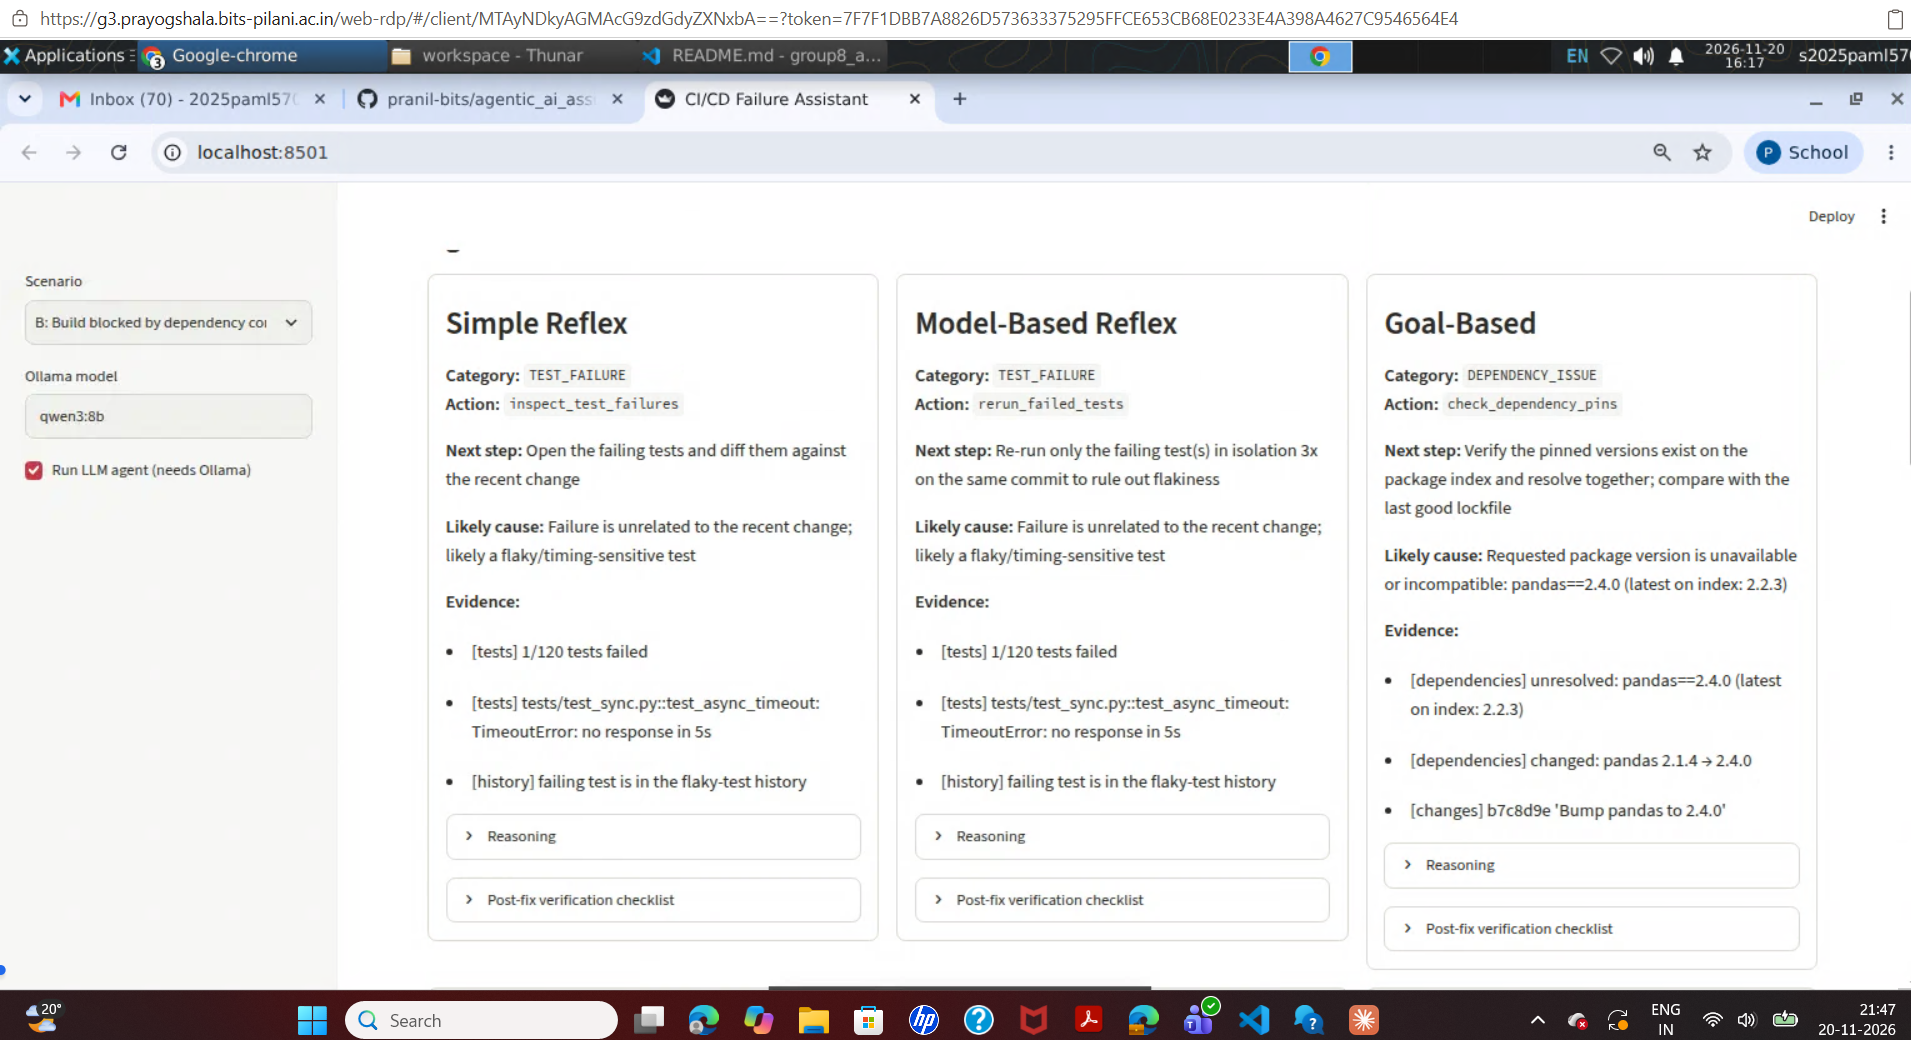 https://g3.prayogshala.bits-pilani.ac.in/web-rdp/#/client/MTAyNDkyAGMAcG9zdGdyZXNxbA==?token=7F7F1DBB7A8826D573633375295FFCE653CB68E0233E4A398A4627C9546564E4
Applications
3
Google-chrome
workspace - Thunar
README.md - group8_a...
EN
2026-11-20
16:17
s2025paml570
Inbox (70) - 2025paml570
pranil-bits/agentic_ai_ass
CI/CD Failure Assistant
localhost:8501
P
School
Deploy
Scenario
B: Build blocked by dependency con
Ollama model
qwen3:8b
Run LLM agent (needs Ollama)
Simple Reflex
Category: TEST_FAILURE
Action: inspect_test_failures
Next step: Open the failing tests and diff them against
the recent change
Likely cause: Failure is unrelated to the recent change;
likely a flaky/timing-sensitive test
Evidence:
[tests] 1/120 tests failed
[tests] tests/test_sync.py::test_async_timeout:
TimeoutError: no response in 5s
[history] failing test is in the flaky-test history
Reasoning
Post-fix verification checklist
Model-Based Reflex
Category: TEST_FAILURE
Action: rerun_failed_tests
Next step: Re-run only the failing test(s) in isolation 3x
on the same commit to rule out flakiness
Likely cause: Failure is unrelated to the recent change;
likely a flaky/timing-sensitive test
Evidence:
[tests] 1/120 tests failed
[tests] tests/test_sync.py::test_async_timeout:
TimeoutError: no response in 5s
[history] failing test is in the flaky-test history
Reasoning
Post-fix verification checklist
Goal-Based
Category: DEPENDENCY_ISSUE
Action: check_dependency_pins
Next step: Verify the pinned versions exist on the
package index and resolve together; compare with the
last good lockfile
Likely cause: Requested package version is unavailable
or incompatible: pandas==2.4.0 (latest on index: 2.2.3)
Evidence:
[dependencies] unresolved: pandas==2.4.0 (latest
on index: 2.2.3)
[dependencies] changed: pandas 2.1.4 → 2.4.0
[changes] b7c8d9e 'Bump pandas to 2.4.0'
Reasoning
Post-fix verification checklist
20°
Search
hp
ENG
IN
21:47
20-11-2026